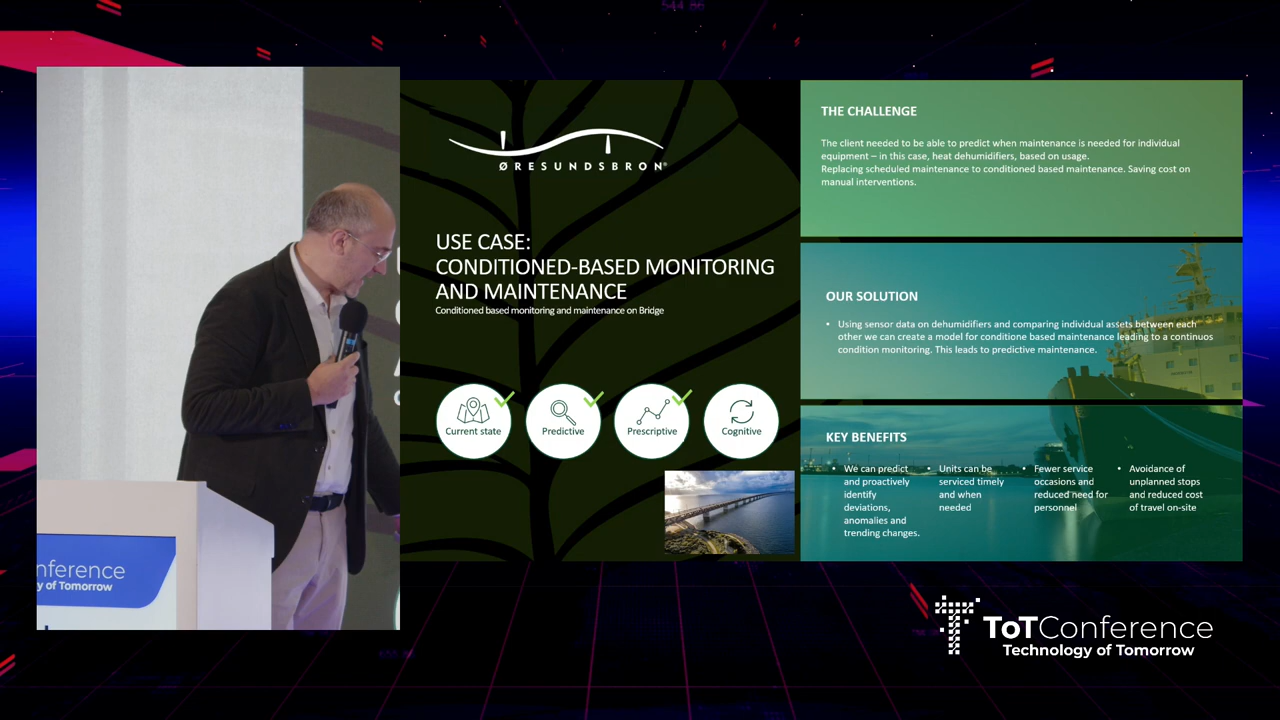 544 86
nference
y of Tomorrow
ØRESUNDSBRON®
USE CASE:
CONDITIONED-BASED MONITORING
AND MAINTENANCE
Conditioned based monitoring and maintenance on Bridge
Current state
Predictive
Prescriptive
Cognitive
THE CHALLENGE
The client needed to be able to predict when maintenance is needed for individual
equipment – in this case, heat dehumidifiers, based on usage.
Replacing scheduled maintenance to conditioned based maintenance. Saving cost on
manual interventions.
OUR SOLUTION
• Using sensor data on dehumidifiers and comparing individual assets between each
other we can create a model for conditione based maintenance leading to a continuos
condition monitoring. This leads to predictive maintenance.
KEY BENEFITS
• We can predict
and proactively
identify
deviations,
anomalies and
trending changes.
• Units can be
serviced timely
and when
needed
• Fewer service
occasions and
reduced need for
personnel
• Avoidance of
unplanned stops
and reduced cost
of travel on-site
ToTConference
Technology of Tomorrow